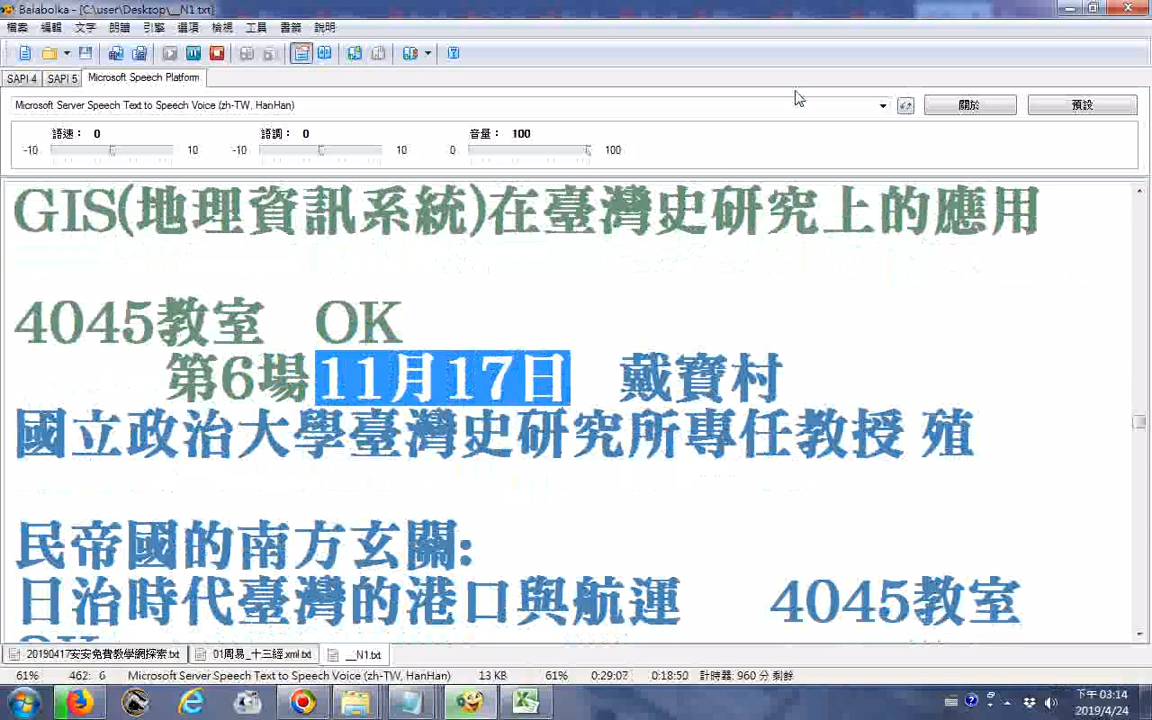 Balabolka - [C:\user\Desktop\__N1.txt]
檔案 編輯 文字 朗讀 引擎 選項 檢視 工具 書籤 說明
SAPI 4 SAPI 5 Microsoft Speech Platform
Microsoft Server Speech Text to Speech Voice (zh-TW, HanHan) 關於 預設
語速： 0 語調： 0 音量： 100
-10 10 -10 10 0 100
GIS(地理資訊系統)在臺灣史研究上的應用
4045教室 OK
第6場 11月17日 戴寶村
國立政治大學臺灣史研究所專任教授 殖
民帝國的南方玄關:
日治時代臺灣的港口與航運 4045教室
OK
20190417安安免費教學網探索.txt 01周易_十三經.xml.txt __N1.txt
61% 462: 6 Microsoft Server Speech Text to Speech Voice (zh-TW, HanHan) 13 KB 61% 0:29:07 0:18:50 計時器: 960 分 剩餘
下午 03:14
2019/4/24